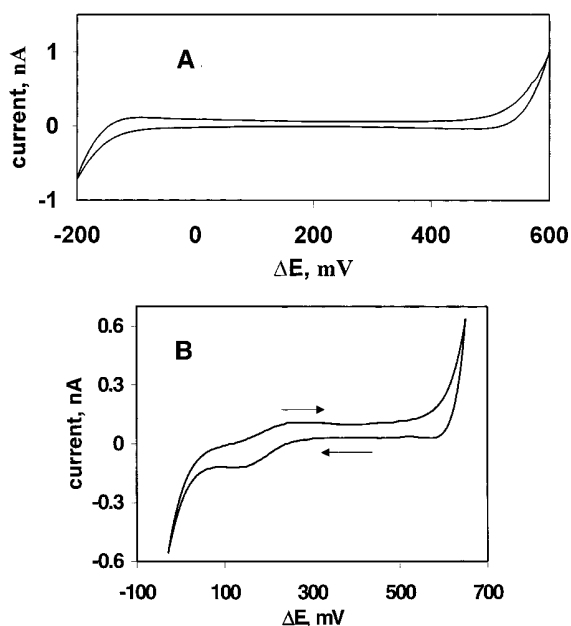 A
current, nA
1
0
-1
-200 0 200 400 600
ΔE, mV
B
current, nA
0.6
0.3
0
-0.3
-0.6
-100 100 300 500 700
ΔE, mV